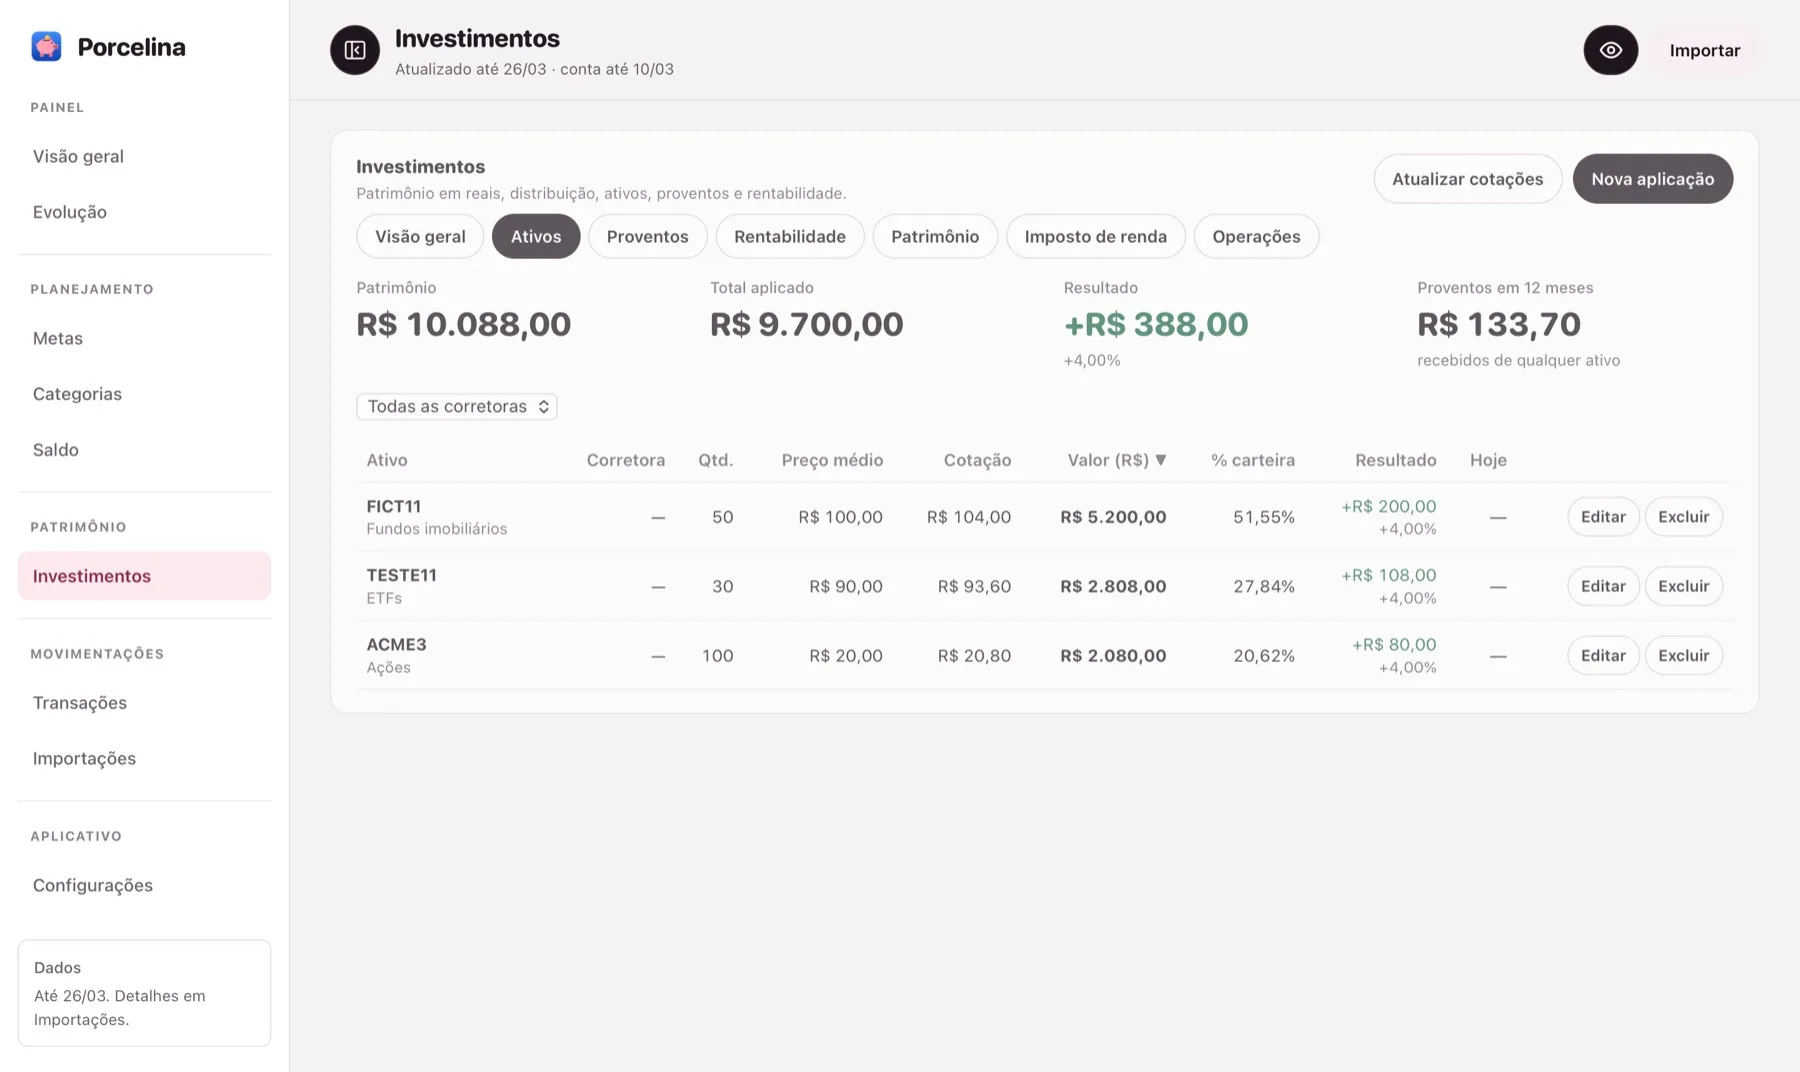 Porcelina
PAINEL
Visão geral
Evolução
PLANEJAMENTO
Metas
Categorias
Saldo
PATRIMÔNIO
Investimentos
MOVIMENTAÇÕES
Transações
Importações
APLICATIVO
Configurações
Dados
Até 26/03. Detalhes em
Importações.
Investimentos
Atualizado até 26/03 · conta até 10/03
Importar
Investimentos
Patrimônio em reais, distribuição, ativos, proventos e rentabilidade.
Atualizar cotações
Nova aplicação
Visão geral
Ativos
Proventos
Rentabilidade
Patrimônio
Imposto de renda
Operações
Patrimônio
R$ 10.088,00
Total aplicado
R$ 9.700,00
Resultado
+R$ 388,00
+4,00%
Proventos em 12 meses
R$ 133,70
recebidos de qualquer ativo
Todas as corretoras
Ativo Corretora Qtd. Preço médio Cotação Valor (R$) ▼ % carteira Resultado Hoje
FICT11
Fundos imobiliários
— 50 R$ 100,00 R$ 104,00 R$ 5.200,00 51,55% +R$ 200,00
+4,00%
— Editar Excluir
TESTE11
ETFs
— 30 R$ 90,00 R$ 93,60 R$ 2.808,00 27,84% +R$ 108,00
+4,00%
— Editar Excluir
ACME3
Ações
— 100 R$ 20,00 R$ 20,80 R$ 2.080,00 20,62% +R$ 80,00
+4,00%
— Editar Excluir